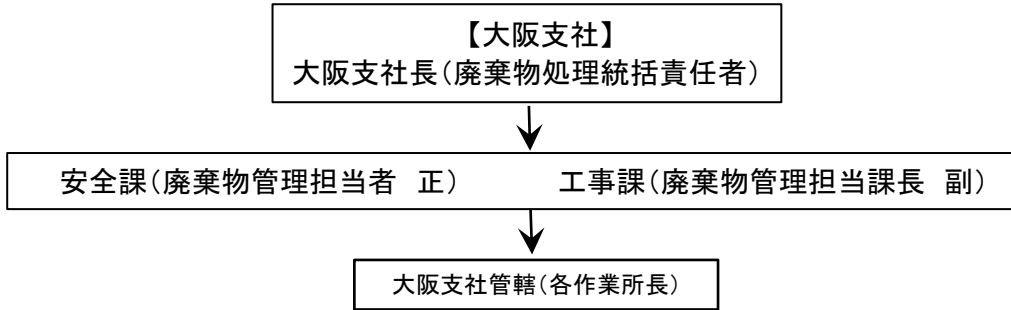 【大阪支社】
大阪支社長（廃棄物処理統括責任者）
安全課（廃棄物管理担当者　正）　　　工事課（廃棄物管理担当課長　副）
大阪支社管轄（各作業所長）